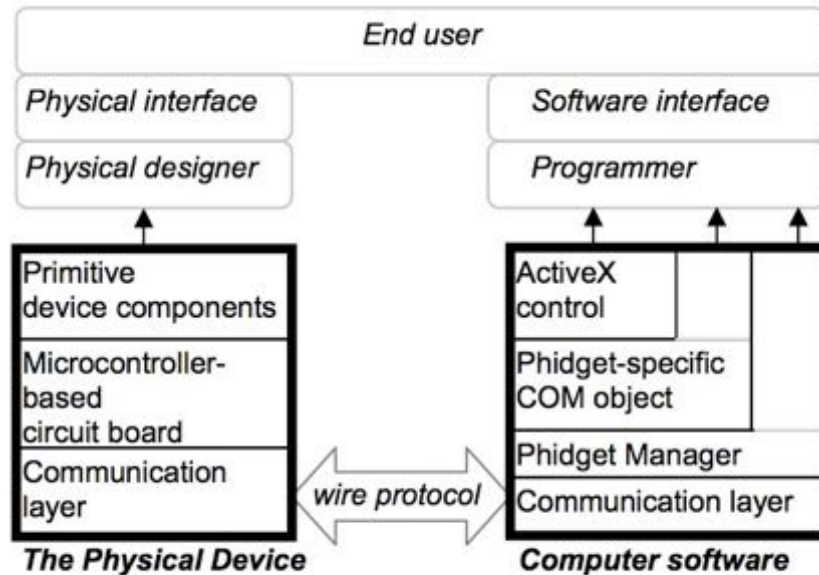 End user
Physical interface
Physical designer
Software interface
Programmer
Primitive
device components
Microcontroller-
based
circuit board
Communication
layer
The Physical Device
wire protocol
ActiveX
control
Phidget-specific
COM object
Phidget Manager
Communication layer
Computer software